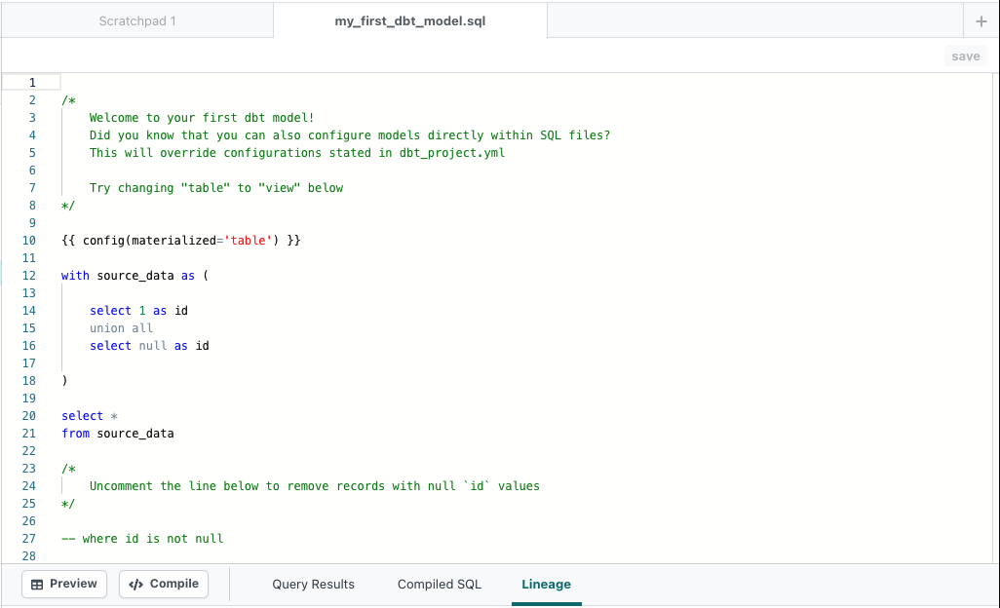 Scratchpad 1
my_first_dbt_model.sql
+
save
1
2 /*
3 Welcome to your first dbt model!
4 Did you know that you can also configure models directly within SQL files?
5 This will override configurations stated in dbt_project.yml
6
7 Try changing "table" to "view" below
8 */
9
10 {{ config(materialized='table') }}
11
12 with source_data as (
13
14 select 1 as id
15 union all
16 select null as id
17
18 )
19
20 select *
21 from source_data
22
23 /*
24 Uncomment the line below to remove records with null `id` values
25 */
26
27 -- where id is not null
28
Preview </> Compile Query Results Compiled SQL Lineage